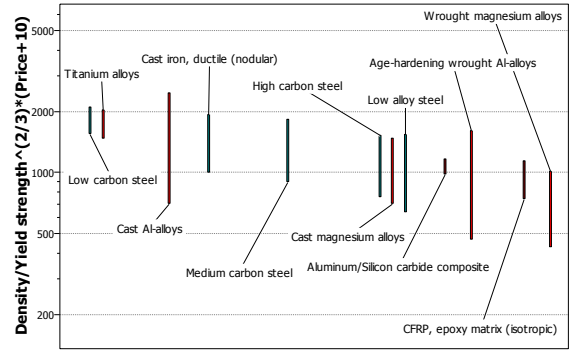 Wrought magnesium alloys
Density/Yield strength^(2/3)*(Price+10)
5000
Cast iron, ductile (nodular)
Age-hardening wrought Al-alloys
Titanium alloys
High carbon steel
Low alloy steel
2000
Low carbon steel
1000
Cast Al-alloys
Cast magnesium alloys
500
Medium carbon steel
Aluminum/Silicon carbide composite
200
CFRP, epoxy matrix (isotropic)